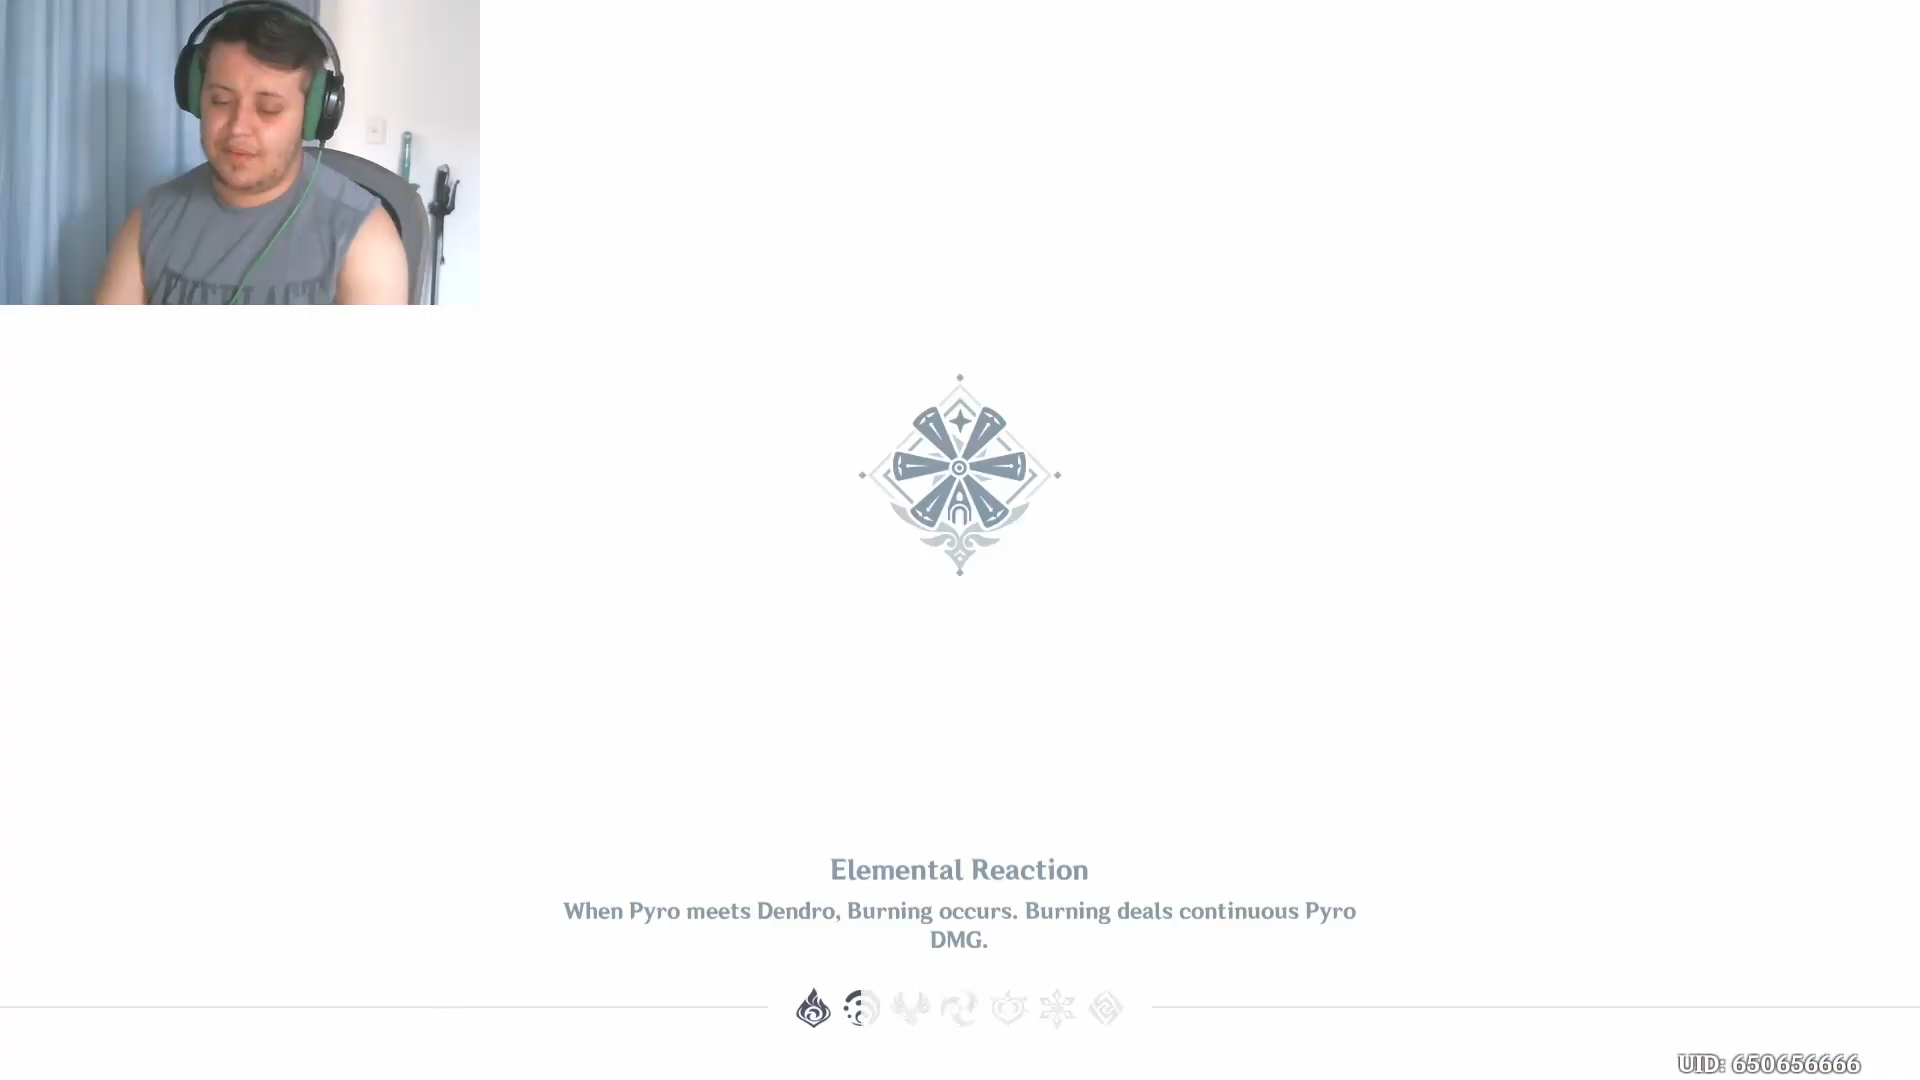 Elemental Reaction
When Pyro meets Dendro, Burning occurs. Burning deals continuous Pyro
DMG.
UID: 650656666